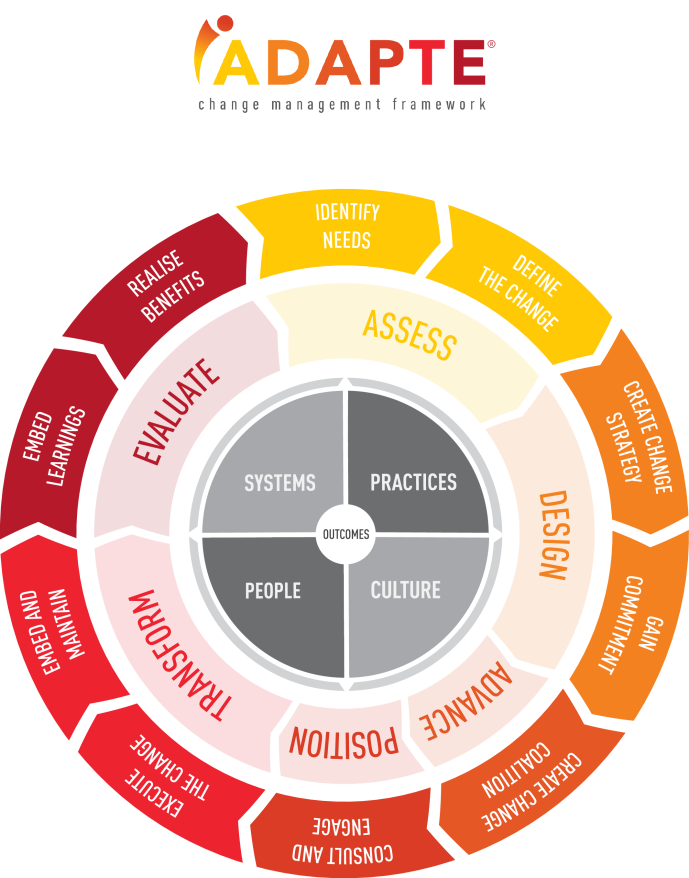 ADAPTE®
change management framework
IDENTIFY
NEEDS
DEFINE
THE CHANGE
CREATE CHANGE
STRATEGY
GAIN
COMMITMENT
CREATE CHANGE
COALITION
CONSULT AND
ENGAGE
EXECUTE
THE CHANGE
EMBED AND
MAINTAIN
EMBED
LEARNINGS
REALISE
BENEFITS
ASSESS
DESIGN
ADVANCE
POSITION
TRANSFORM
EVALUATE
SYSTEMS
PRACTICES
OUTCOMES
PEOPLE
CULTURE